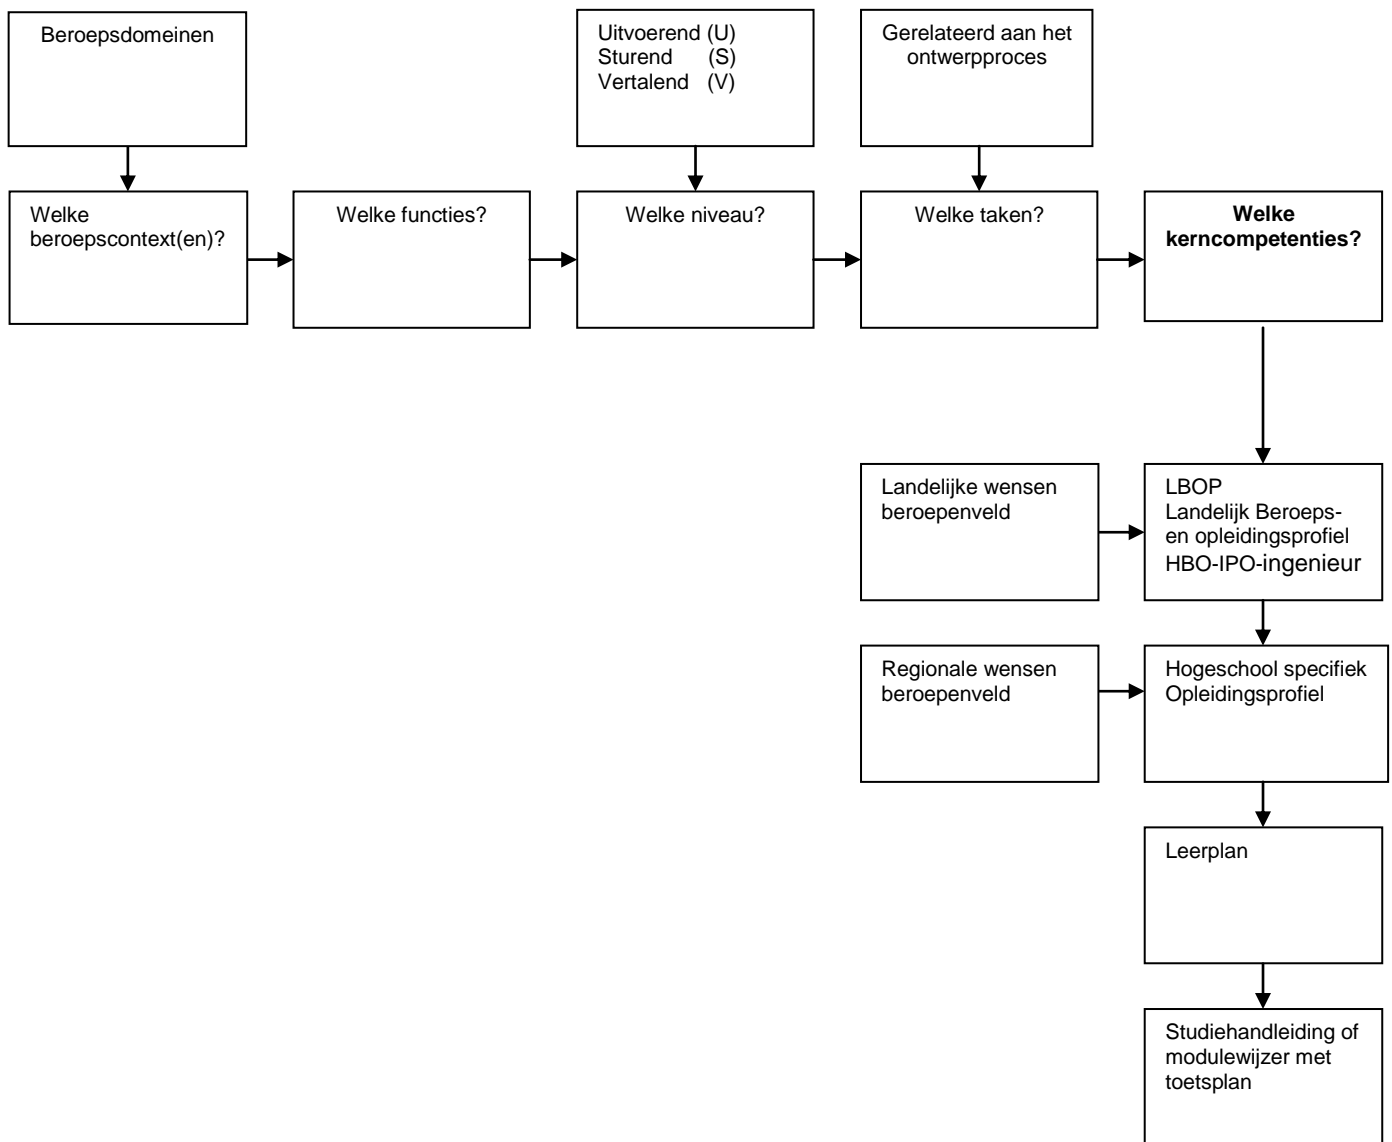 Beroepsdomeinen
Uitvoerend (U)
Sturend (S)
Vertalend (V)
Gerelateerd aan het
ontwerpproces
Welke
beroepscontext(en)?
Welke functies?
Welke niveau?
Welke taken?
Welke
kerncompetenties?
Landelijke wensen
beroepenveld
LBOP
Landelijk Beroeps-
en opleidingsprofiel
HBO-IPO-ingenieur
Regionale wensen
beroepenveld
Hogeschool specifiek
Opleidingsprofiel
Leerplan
Studiehandleiding of
modulewijzer met
toetsplan